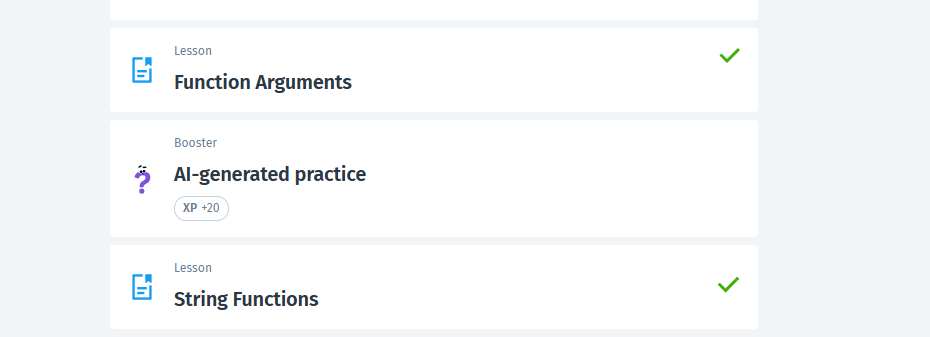 Lesson
Function Arguments
Booster
AI-generated practice
XP +20
Lesson
String Functions